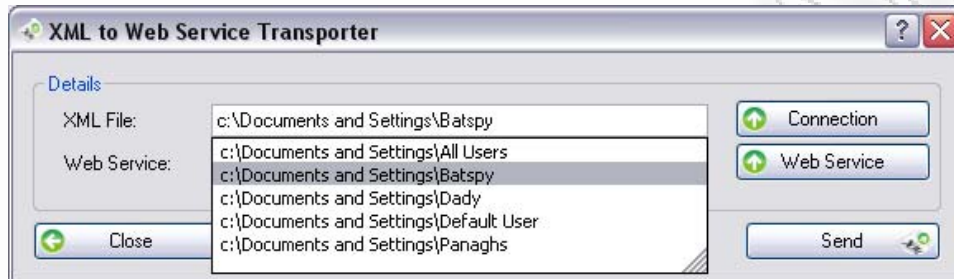 XML to Web Service Transporter
?
Details
XML File:
c:\Documents and Settings\Batspy
Connection
Web Service:
c:\Documents and Settings\All Users
c:\Documents and Settings\Batspy
c:\Documents and Settings\Dady
c:\Documents and Settings\Default User
c:\Documents and Settings\Panaghs
Web Service
Close
Send